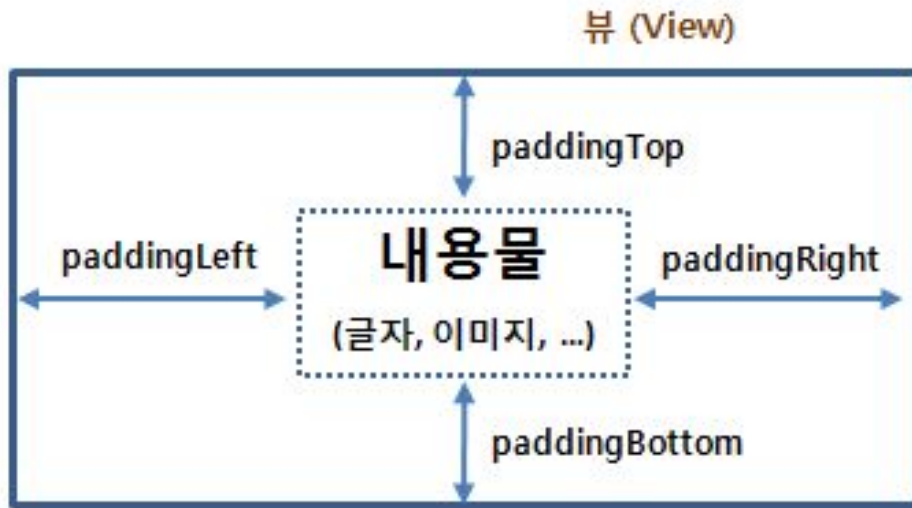 뷰 (View)
paddingTop
paddingLeft
내용물
paddingRight
(글자, 이미지, ...)
paddingBottom